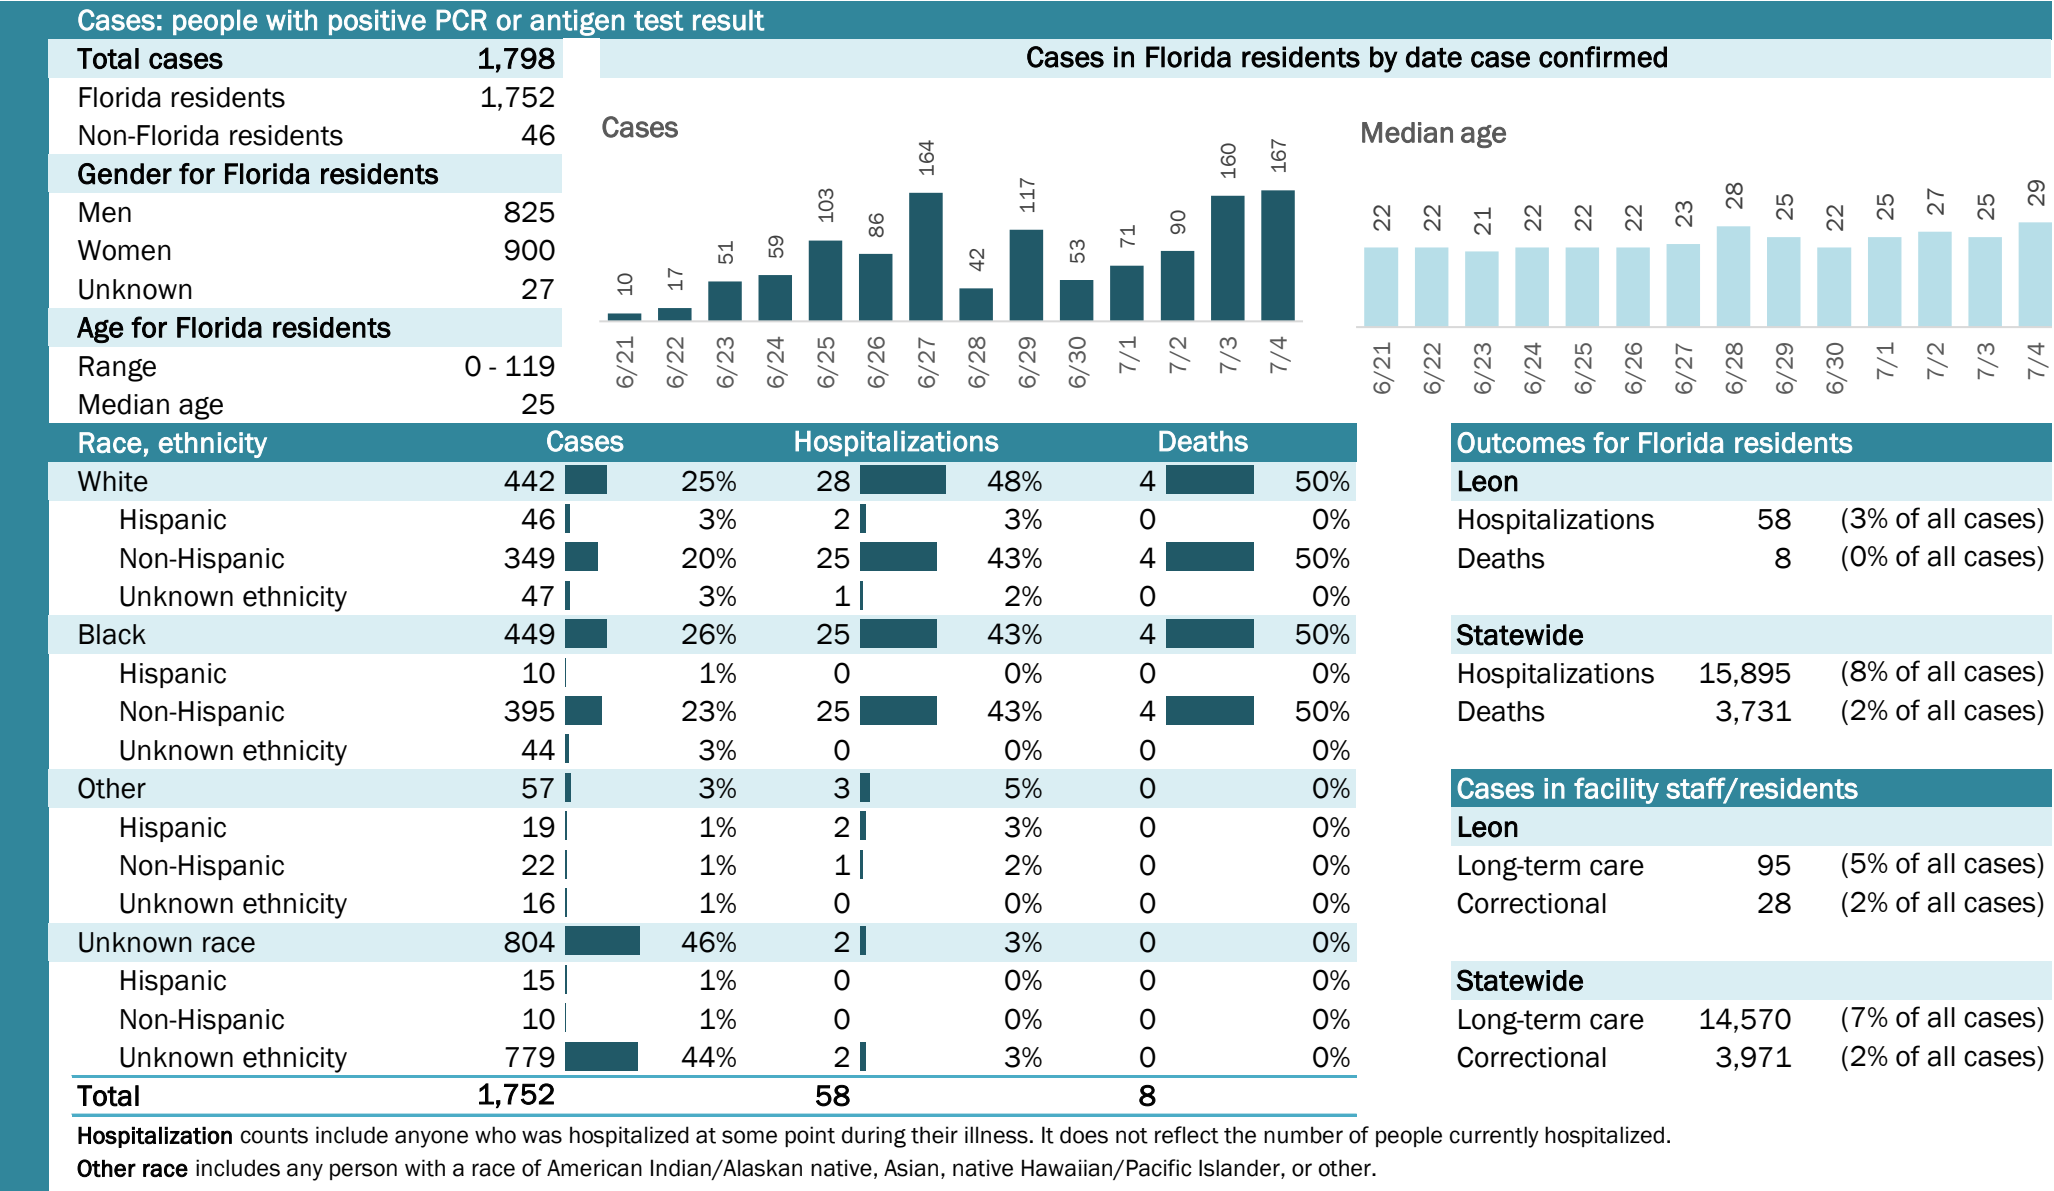 Cases: people with positive PCR or antigen test result
Total cases 1,798
Florida residents 1,752
Non-Florida residents 46
Gender for Florida residents
Men 825
Women 900
Unknown 27
Age for Florida residents
Range 0 - 119
Median age 25
Cases in Florida residents by date case confirmed
Cases
10 17 51 59 103 86 164 42 117 53 71 90 160 167
6/21 6/22 6/23 6/24 6/25 6/26 6/27 6/28 6/29 6/30 7/1 7/2 7/3 7/4
Median age
22 22 21 22 22 22 23 28 25 22 25 27 25 29
6/21 6/22 6/23 6/24 6/25 6/26 6/27 6/28 6/29 6/30 7/1 7/2 7/3 7/4
Race, ethnicity Cases Hospitalizations Deaths
White 442 25% 28 48% 4 50%
Hispanic 46 3% 2 3% 0 0%
Non-Hispanic 349 20% 25 43% 4 50%
Unknown ethnicity 47 3% 1 2% 0 0%
Black 449 26% 25 43% 4 50%
Hispanic 10 1% 0 0% 0 0%
Non-Hispanic 395 23% 25 43% 4 50%
Unknown ethnicity 44 3% 0 0% 0 0%
Other 57 3% 3 5% 0 0%
Hispanic 19 1% 2 3% 0 0%
Non-Hispanic 22 1% 1 2% 0 0%
Unknown ethnicity 16 1% 0 0% 0 0%
Unknown race 804 46% 2 3% 0 0%
Hispanic 15 1% 0 0% 0 0%
Non-Hispanic 10 1% 0 0% 0 0%
Unknown ethnicity 779 44% 2 3% 0 0%
Total 1,752 58 8
Outcomes for Florida residents
Leon
Hospitalizations 58 (3% of all cases)
Deaths 8 (0% of all cases)
Statewide
Hospitalizations 15,895 (8% of all cases)
Deaths 3,731 (2% of all cases)
Cases in facility staff/residents
Leon
Long-term care 95 (5% of all cases)
Correctional 28 (2% of all cases)
Statewide
Long-term care 14,570 (7% of all cases)
Correctional 3,971 (2% of all cases)
Hospitalization counts include anyone who was hospitalized at some point during their illness. It does not reflect the number of people currently hospitalized.
Other race includes any person with a race of American Indian/Alaskan native, Asian, native Hawaiian/Pacific Islander, or other.